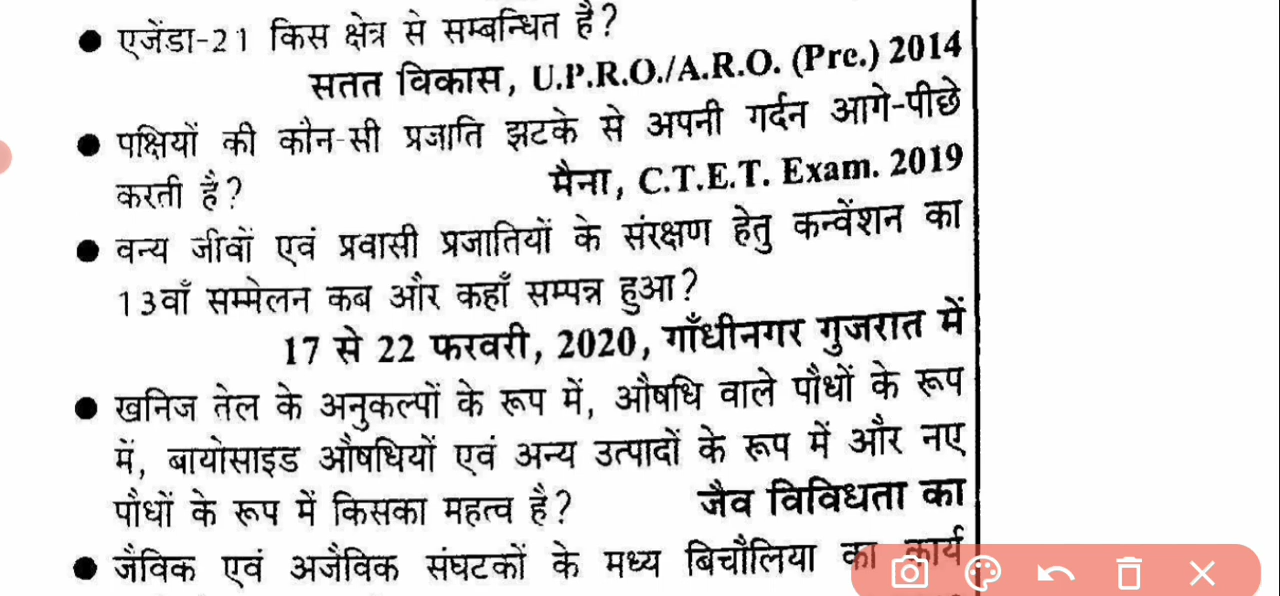 ● एजेंडा-21 किस क्षेत्र से सम्बन्धित है?
सतत विकास, U.P.R.O./A.R.O. (Pre.) 2014
● पक्षियों की कौन-सी प्रजाति झटके से अपनी गर्दन आगे-पीछे
करती है? मैना, C.T.E.T. Exam. 2019
● वन्य जीवों एवं प्रवासी प्रजातियों के संरक्षण हेतु कन्वेंशन का
13वाँ सम्मेलन कब और कहाँ सम्पन्न हुआ?
17 से 22 फरवरी, 2020, गाँधीनगर गुजरात में
● खनिज तेल के अनुकल्पों के रूप में, औषधि वाले पौधों के रूप
में, बायोसाइड औषधियों एवं अन्य उत्पादों के रूप में और नए
पौधों के रूप में किसका महत्व है? जैव विविधता का
● जैविक एवं अजैविक संघटकों के मध्य बिचौलिया का कार्य